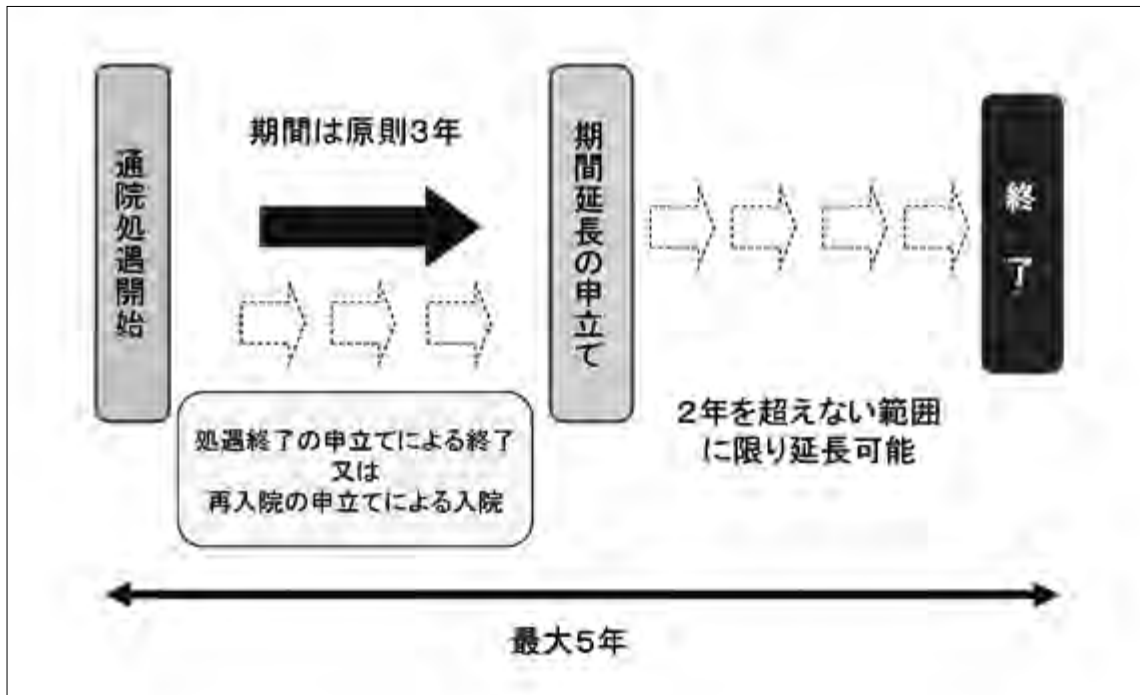 通院処遇開始
期間は原則3年
処遇終了の申立てによる終了
又は
再入院の申立てによる入院
期間延長の申立て
2年を超えない範囲
に限り延長可能
終了
最大5年